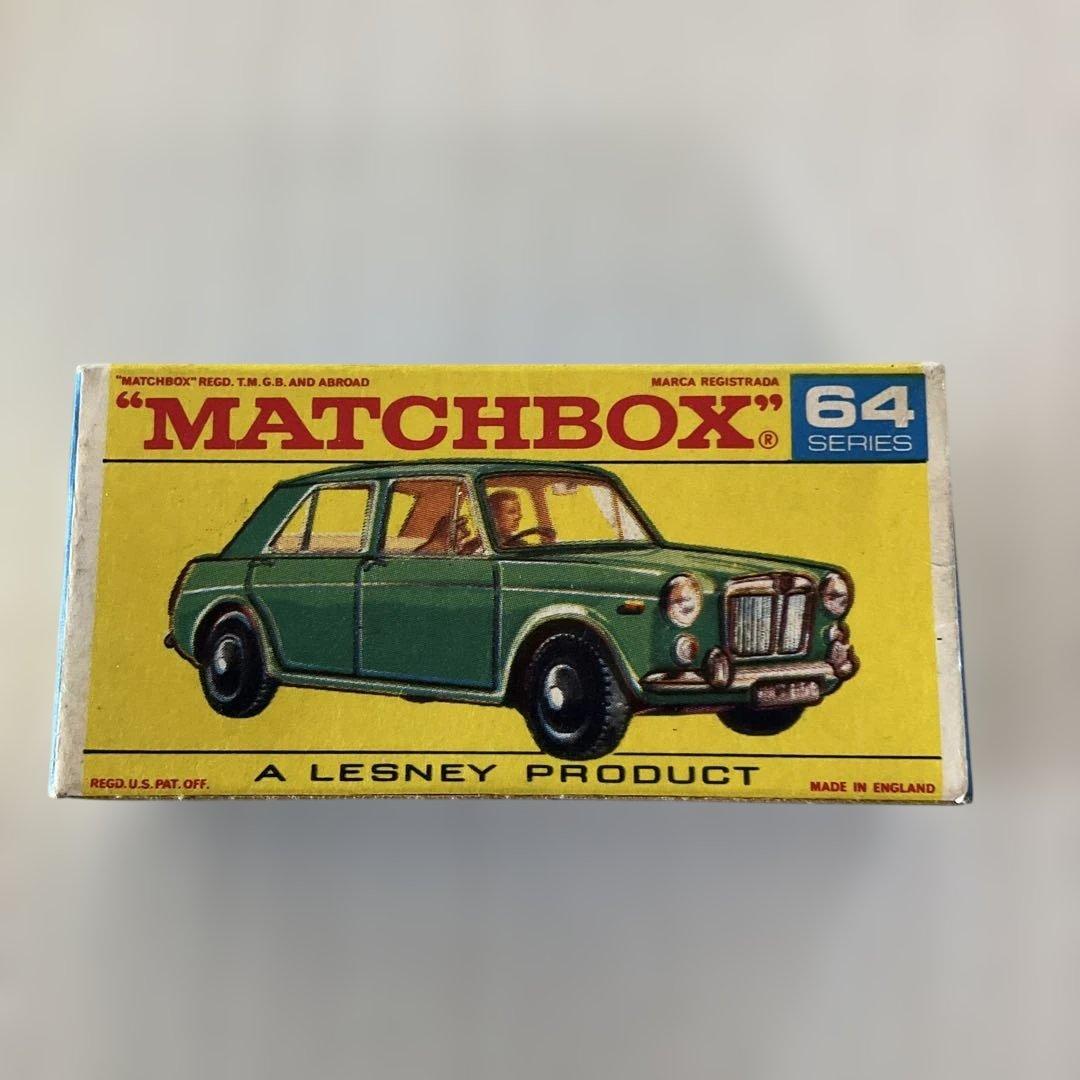 "MATCHBOX" REGD. T.M.G.B. AND ABROAD
MARCA REGISTRADA
"MATCHBOX"®
64
SERIES
A LESNEY PRODUCT
REGD. U.S. PAT. OFF.
MADE IN ENGLAND